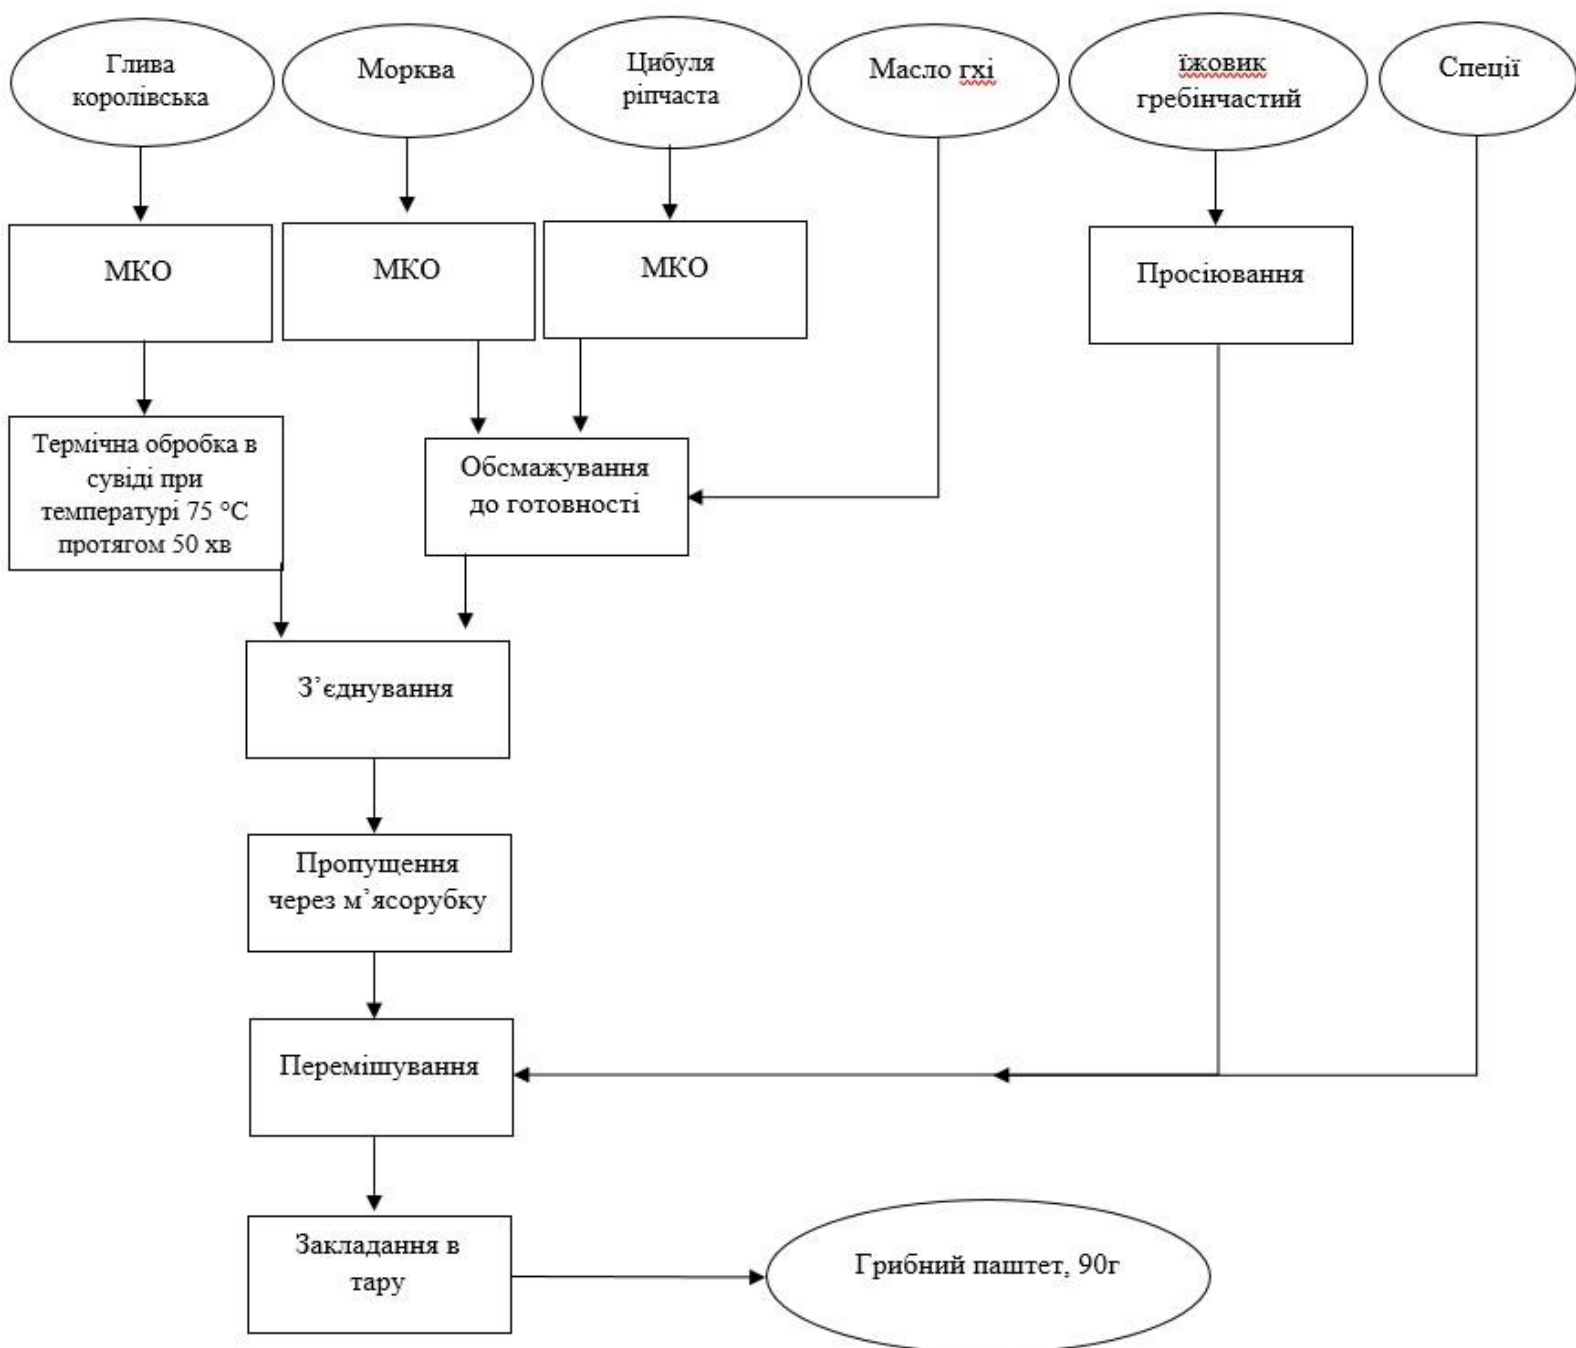 Глива
королівська
Морква
Цибуля
ріпчаста
Масло гхі
їжовик
гребінчастий
Спеції
МКО
МКО
МКО
Просіювання
Термічна обробка в
сувіді при
температурі 75 °С
протягом 50 хв
Обсмажування
до готовності
З’єднування
Пропущення
через м’ясорубку
Перемішування
Закладання в
тару
Грибний паштет, 90г